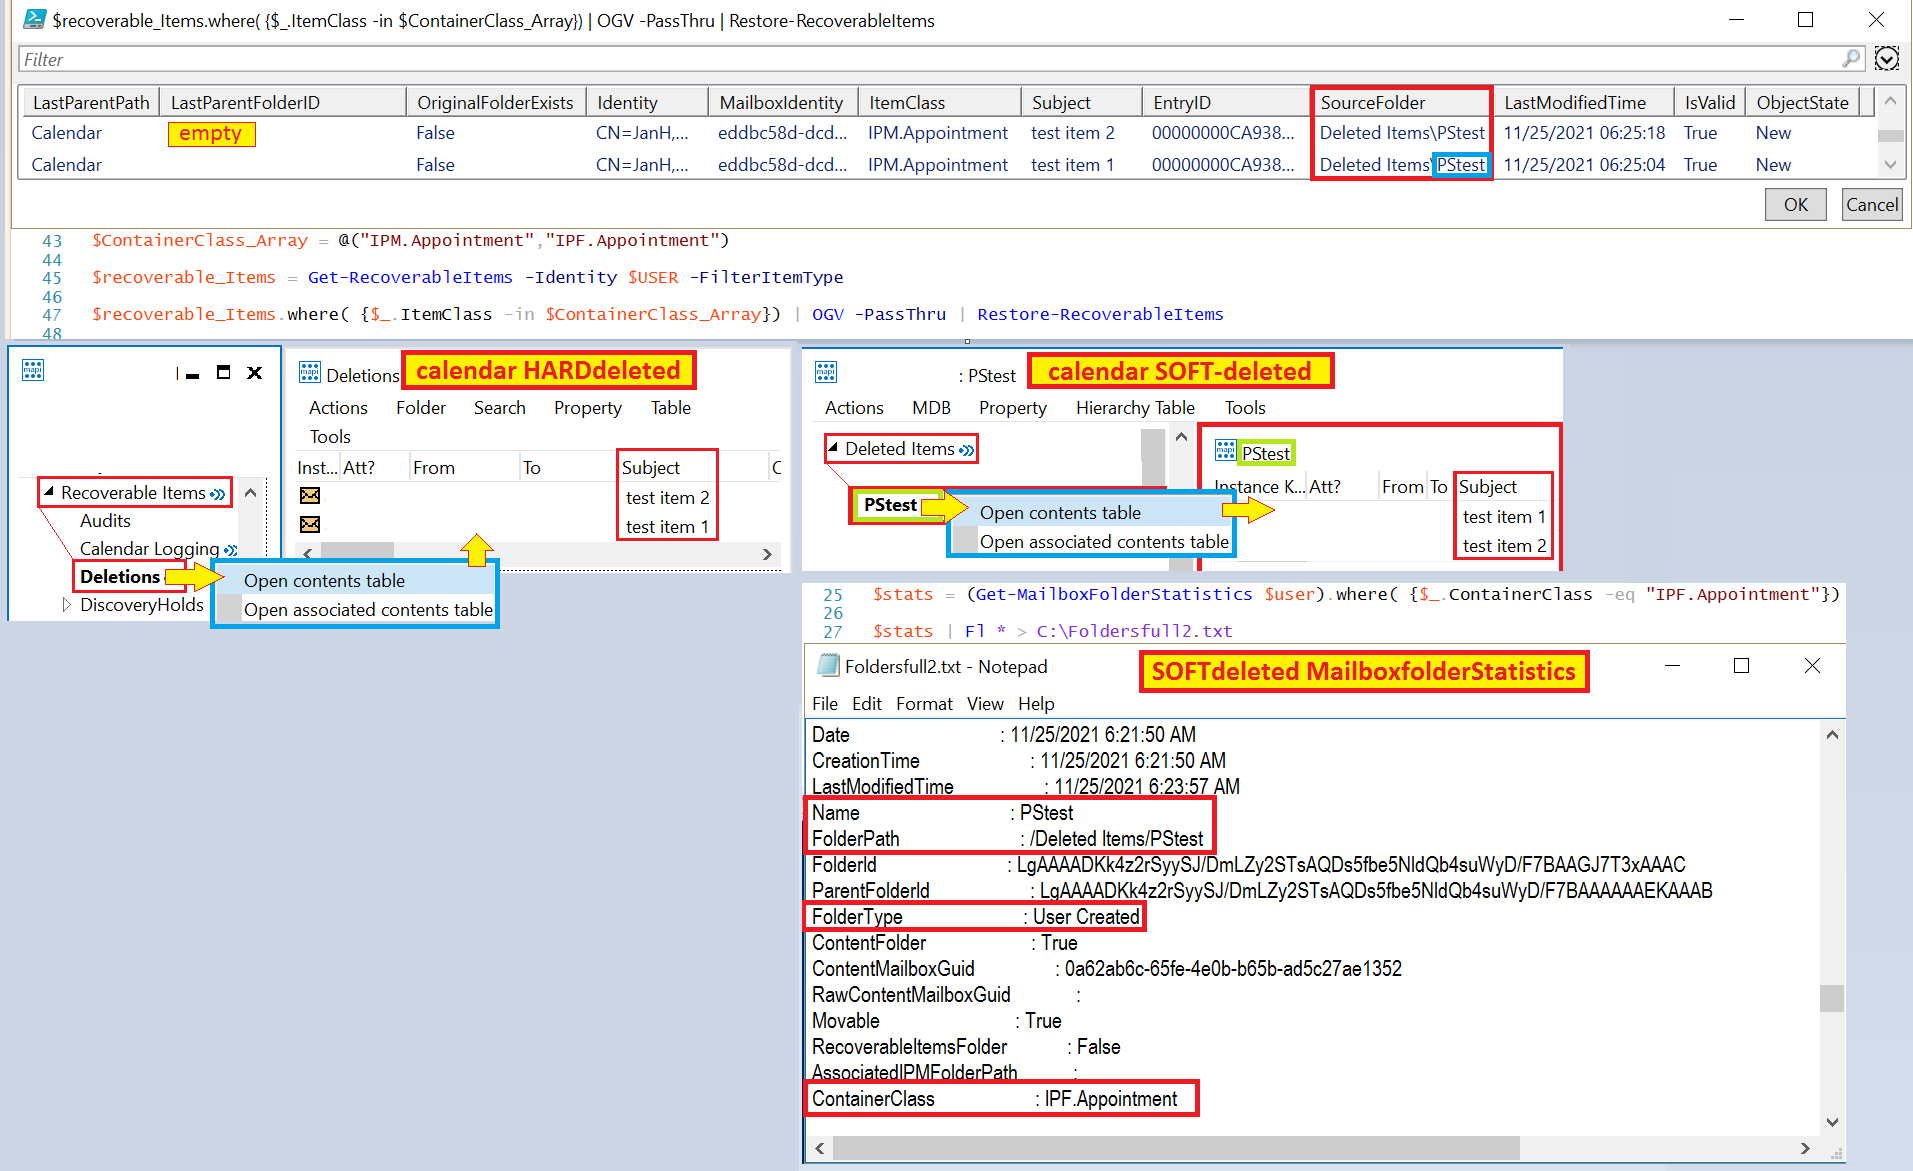 $recoverable_Items.where( {$_.ItemClass -in $ContainerClass_Array}) | OGV -PassThru | Restore-RecoverableItems
Filter
LastParentPath LastParentFolderID OriginalFolderExists Identity MailboxIdentity ItemClass Subject EntryID SourceFolder LastModifiedTime IsValid ObjectState
Calendar empty False CN=JanH,... eddbc58d-dcd... IPM.Appointment test item 2 00000000CA938... Deleted Items\PStest 11/25/2021 06:25:18 True New
Calendar False CN=JanH,... eddbc58d-dcd... IPM.Appointment test item 1 00000000CA938... Deleted Items\PStest 11/25/2021 06:25:04 True New
OK Cancel
43 $ContainerClass_Array = @("IPM.Appointment","IPF.Appointment")
44
45 $recoverable_Items = Get-RecoverableItems -Identity $USER -FilterItemType
46
47 $recoverable_Items.where( {$_.ItemClass -in $ContainerClass_Array}) | OGV -PassThru | Restore-RecoverableItems
48
mapi
Recoverable Items
Audits
Calendar Logging
Deletions
DiscoveryHolds
mapi Deletions calendar HARDdeleted
Actions Folder Search Property Table
Tools
Inst... Att? From To Subject C
test item 2
test item 1
Open contents table
Open associated contents table
mapi : PStest calendar SOFT-deleted
Actions MDB Property Hierarchy Table Tools
Deleted Items
PStest
Open contents table
Open associated contents table
mapi PStest
Instance K... Att? From To Subject
test item 1
test item 2
25 $stats = (Get-MailboxFolderStatistics $user).where( {$_.ContainerClass -eq "IPF.Appointment"})
26
27 $stats | Fl * > C:\Foldersfull2.txt
Foldersfull2.txt - Notepad SOFTdeleted MailboxfolderStatistics
File Edit Format View Help
Date : 11/25/2021 6:21:50 AM
CreationTime : 11/25/2021 6:21:50 AM
LastModifiedTime : 11/25/2021 6:23:57 AM
Name : PStest
FolderPath : /Deleted Items/PStest
FolderId : LgAAAADKk4z2rSyySJ/DmLZy2STsAQDs5fbe5NldQb4suWyD/F7BAAGJ7T3xAAAC
ParentFolderId : LgAAAADKk4z2rSyySJ/DmLZy2STsAQDs5fbe5NldQb4suWyD/F7BAAAAAAEKAAAB
FolderType : User Created
ContentFolder : True
ContentMailboxGuid : 0a62ab6c-65fe-4e0b-b65b-ad5c27ae1352
RawContentMailboxGuid :
Movable : True
RecoverableItemsFolder : False
AssociatedIPMFolderPath :
ContainerClass : IPF.Appointment